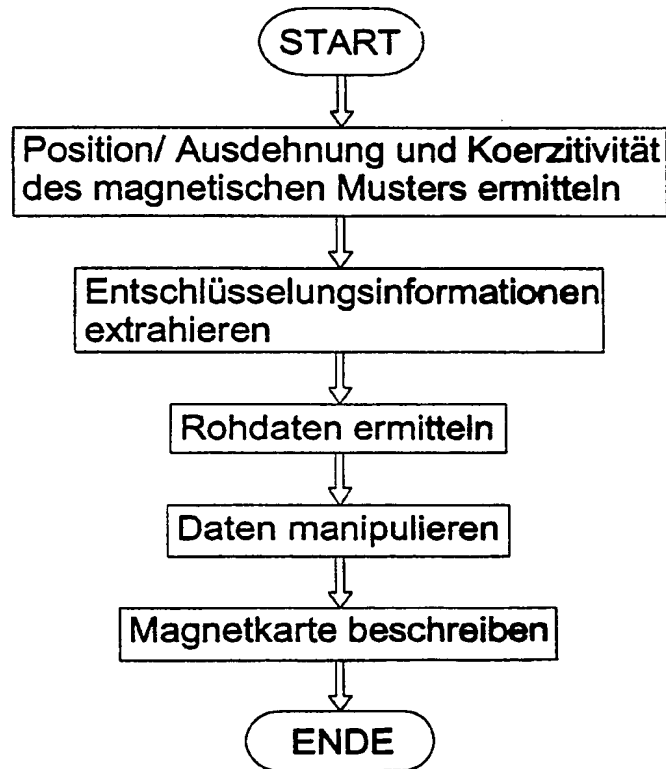 START
Position/ Ausdehnung und Koerzitivität
des magnetischen Musters ermitteln
Entschlüsselungsinformationen
extrahieren
Rohdaten ermitteln
Daten manipulieren
Magnetkarte beschreiben
ENDE